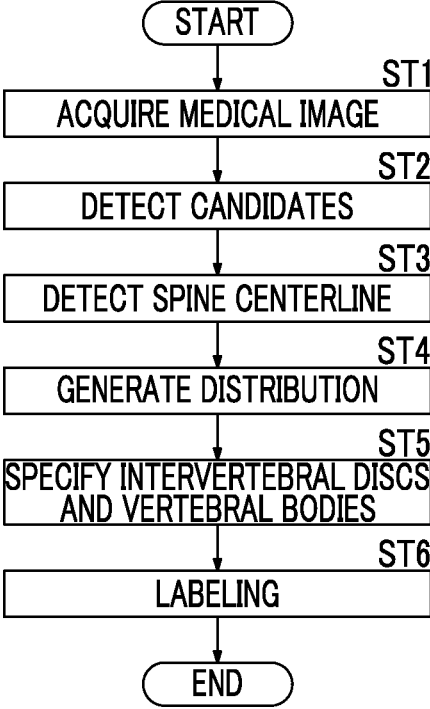 START
ST1
ACQUIRE MEDICAL IMAGE
ST2
DETECT CANDIDATES
ST3
DETECT SPINE CENTERLINE
ST4
GENERATE DISTRIBUTION
ST5
SPECIFY INTERVERTEBRAL DISCS
AND VERTEBRAL BODIES
ST6
LABELING
END